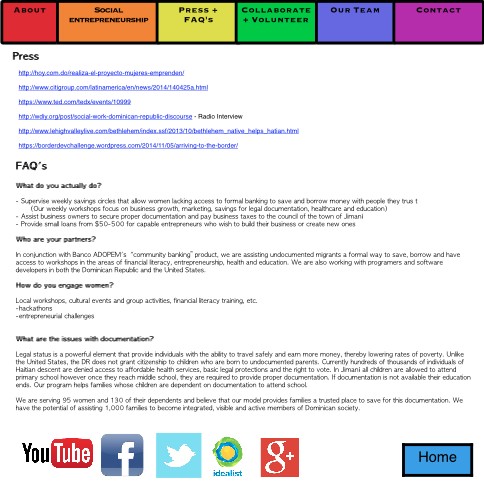 About
Social Entrepreneurship
Press + FAQ's
Collaborate + Volunteer
Our Team
Contact
Press
http://hoy.com.do/realiza-el-proyecto-mujeres-emprenden/
http://www.citigroup.com/latinamerica/en/news/2014/140425a.html
https://www.ted.com/tedx/events/10999
http://wdiy.org/post/social-work-dominican-republic-discourse - Radio Interview
http://www.lehighvalleylive.com/bethlehem/index.ssf/2013/10/bethlehem_native_helps_haitian.html
https://borderdevchallenge.wordpress.com/2014/11/05/arriving-to-the-border/
FAQ's
What do you actually do?
- Supervise weekly savings circles that allow women lacking access to formal banking to save and borrow money with people they trus t
(Our weekly workshops focus on business growth, marketing, savings for legal documentation, healthcare and education)
- Assist business owners to secure proper documentation and pay business taxes to the council of the town of Jimani
- Provide small loans from $50-500 for capable entrepreneurs who wish to build their business or create new ones
Who are your partners?
In conjunction with Banco ADOPEM's "community banking" product, we are assisting undocumented migrants a formal way to save, borrow and have
access to workshops in the areas of financial literacy, entrepreneurship, health and education. We are also working with programers and software
developers in both the Dominican Republic and the United States.
How do you engage women?
Local workshops, cultural events and group activities, financial literacy training, etc.
-hackathons
-entrepreneurial challenges
What are the issues with documentation?
Legal status is a powerful element that provide individuals with the ability to travel safely and earn more money, thereby lowering rates of poverty. Unlike
the United States, the DR does not grant citizenship to children who are born to undocumented parents. Currently hundreds of thousands of individuals of
Haitian descent are denied access to affordable health services, basic legal protections and the right to vote. In Jimani all children are allowed to attend
primary school however once they reach middle school, they are required to provide proper documentation. If documentation is not available their education
ends. Our program helps families whose children are dependent on documentation to attend school.
We are serving 95 women and 130 of their dependents and believe that our model provides families a trusted place to save for this documentation. We
have the potential of assisting 1,000 families to become integrated, visible and active members of Dominican society.
YouTube
f
idealist
g+
Home